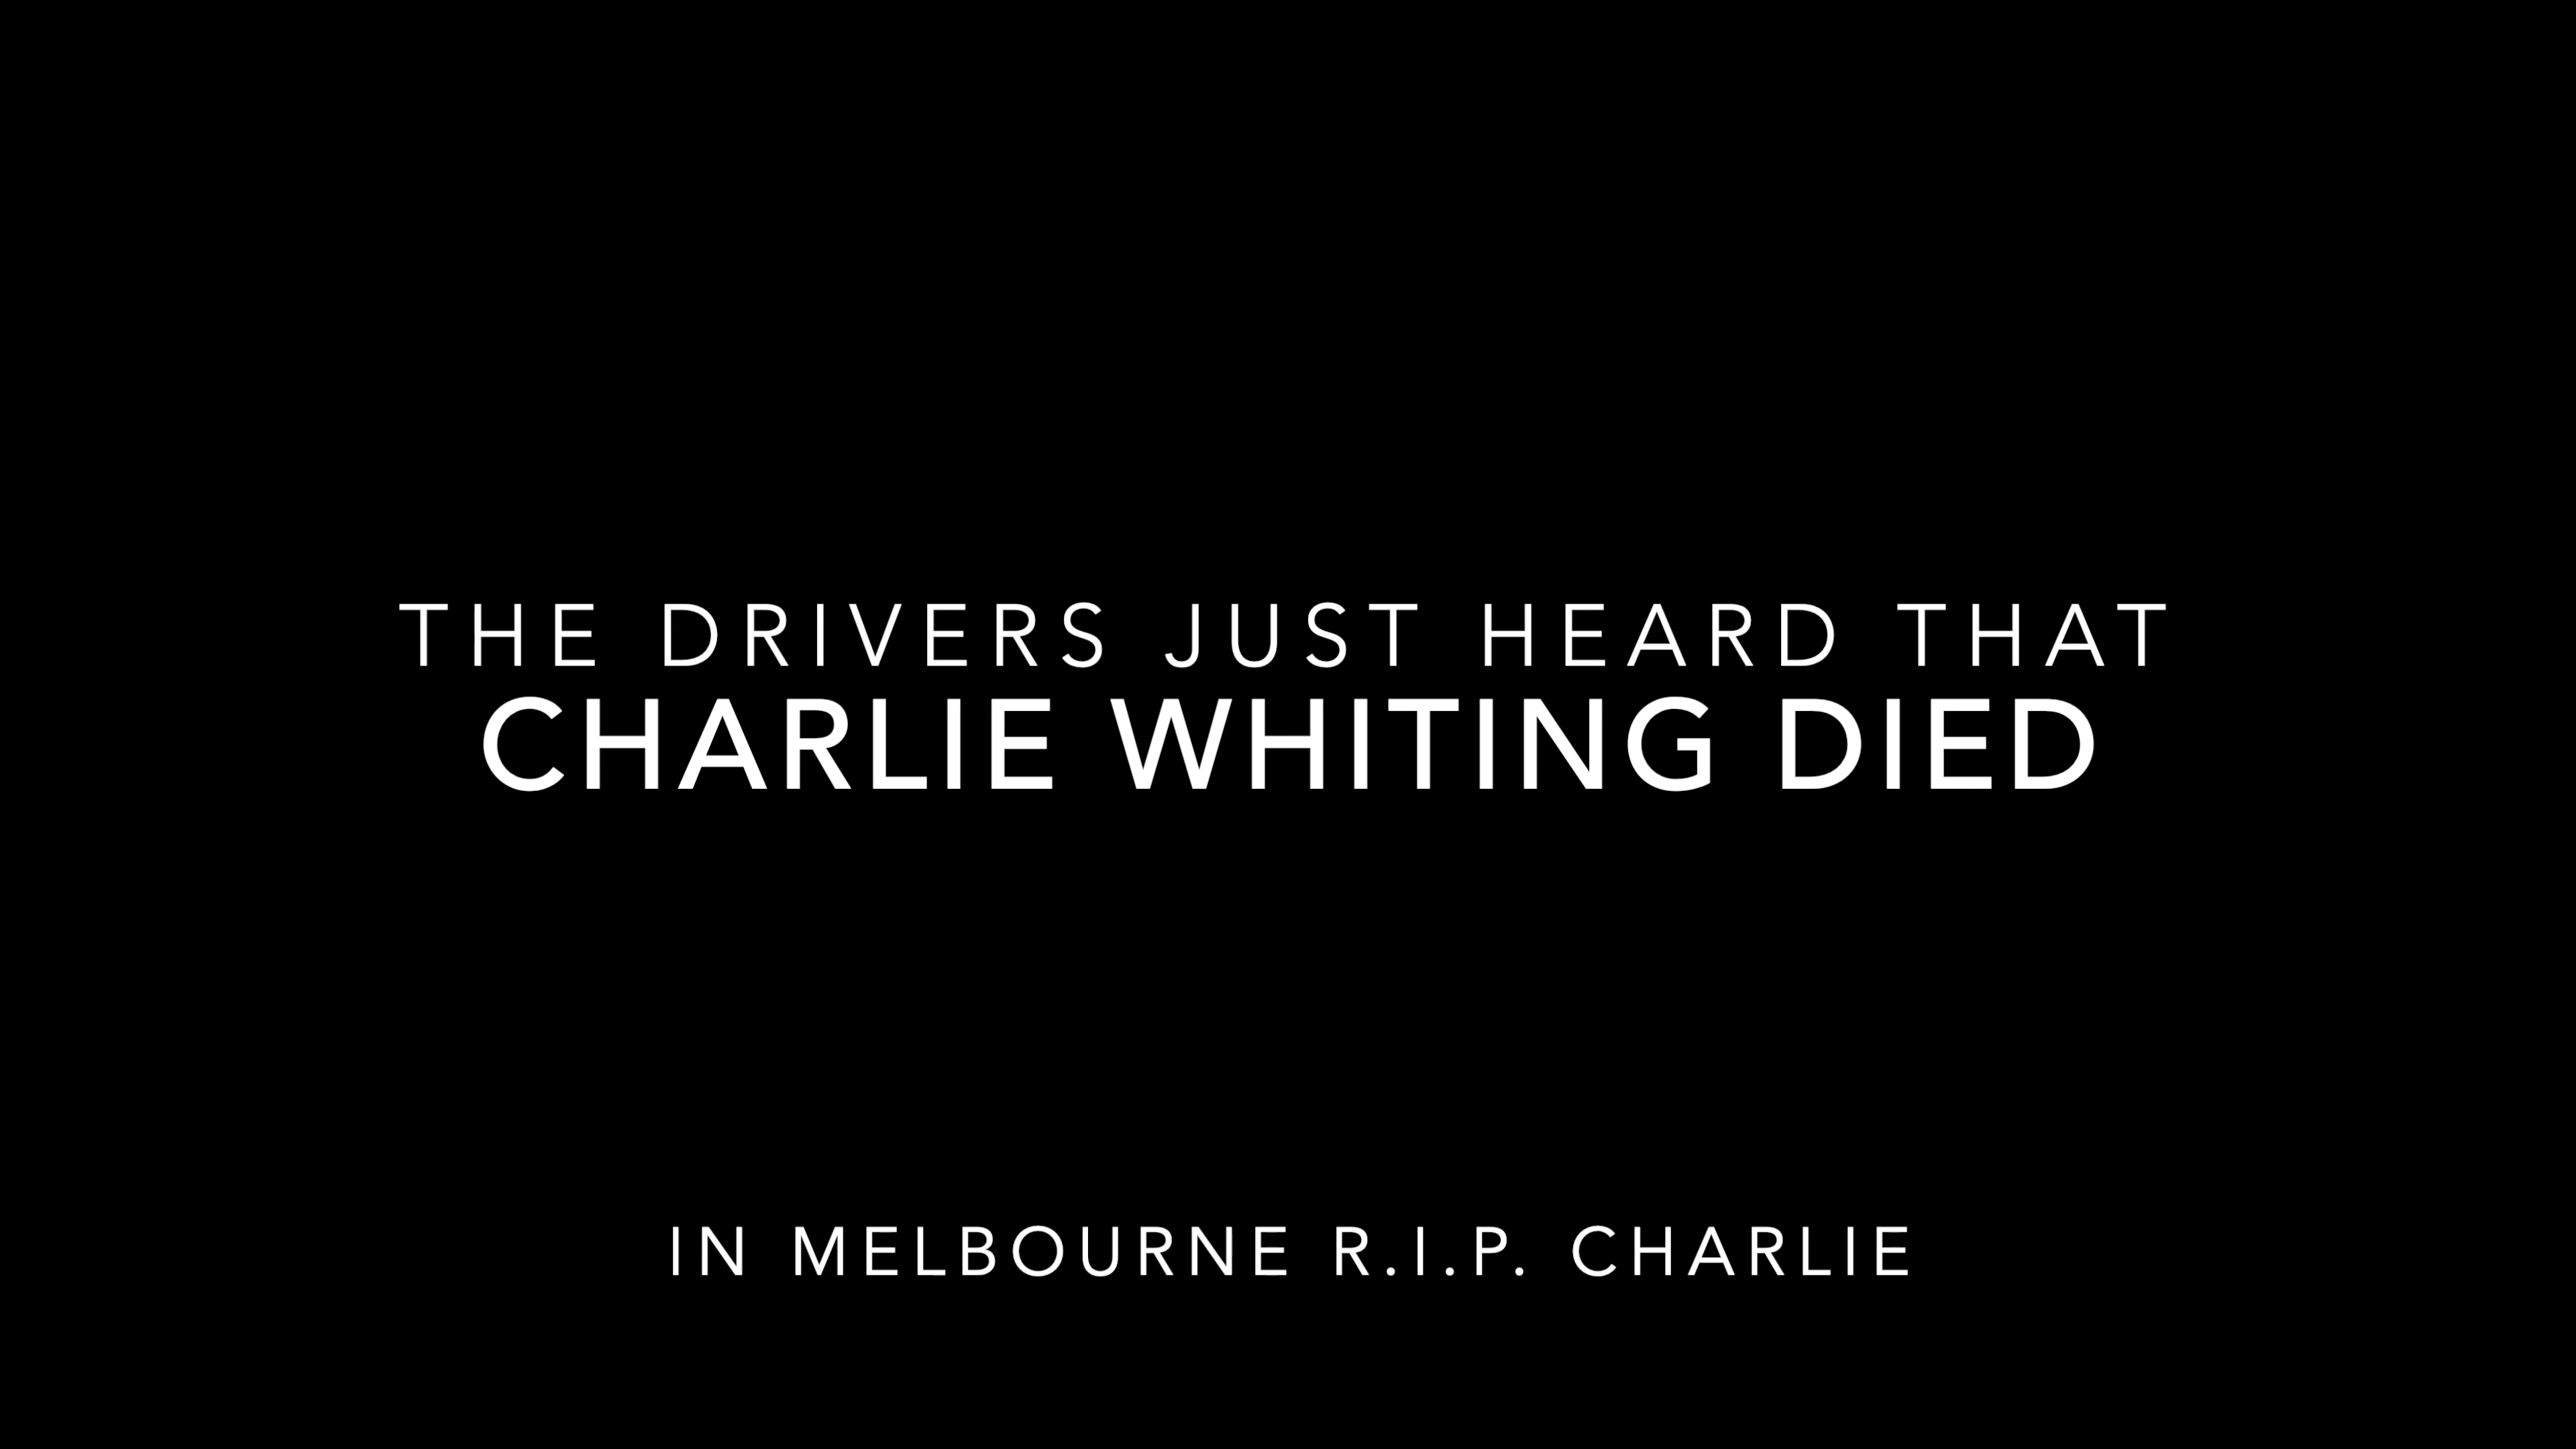 THE DRIVERS JUST HEARD THAT
CHARLIE WHITING DIED
IN MELBOURNE R.I.P. CHARLIE